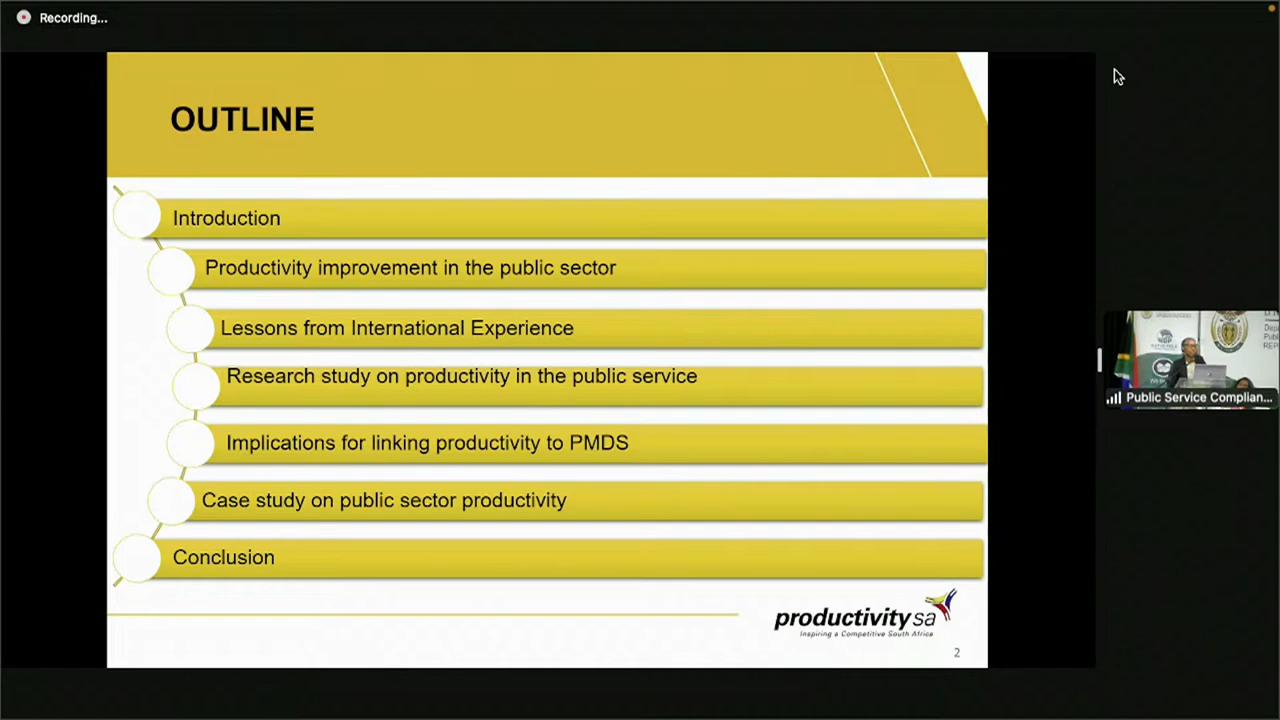 Recording...
OUTLINE
Introduction
Productivity improvement in the public sector
Lessons from International Experience
Research study on productivity in the public service
Implications for linking productivity to PMDS
Case study on public sector productivity
Conclusion
productivity sa
Inspiring a Competitive South Africa
2
Public Service Complian...